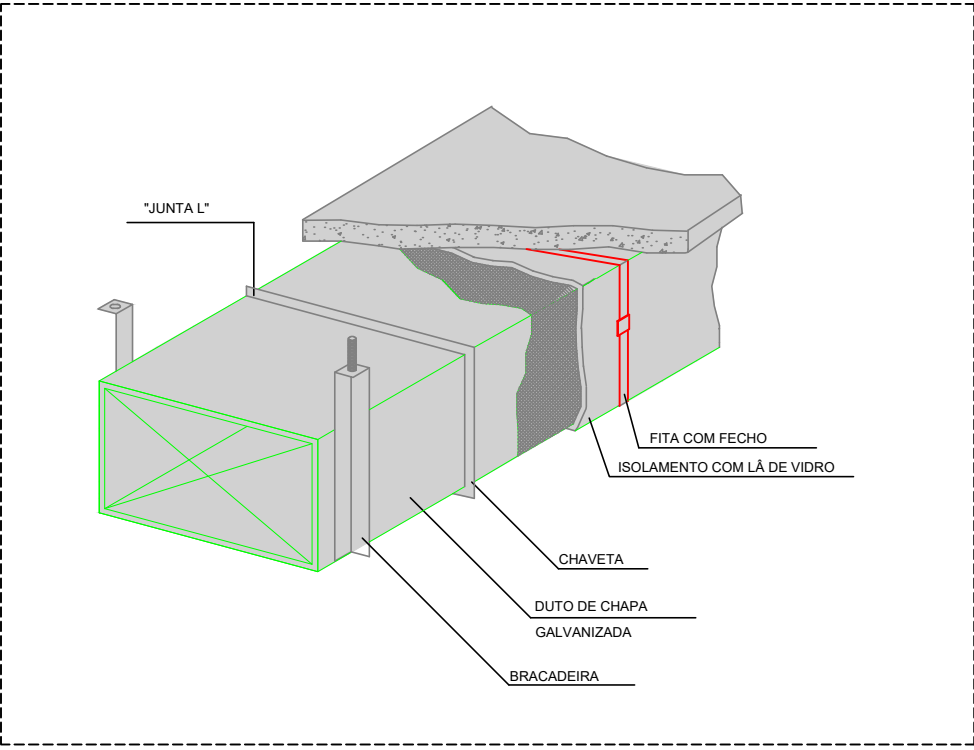 "JUNTA L"
FITA COM FECHO
ISOLAMENTO COM LÂ DE VIDRO
CHAVETA
DUTO DE CHAPA
GALVANIZADA
BRACADEIRA